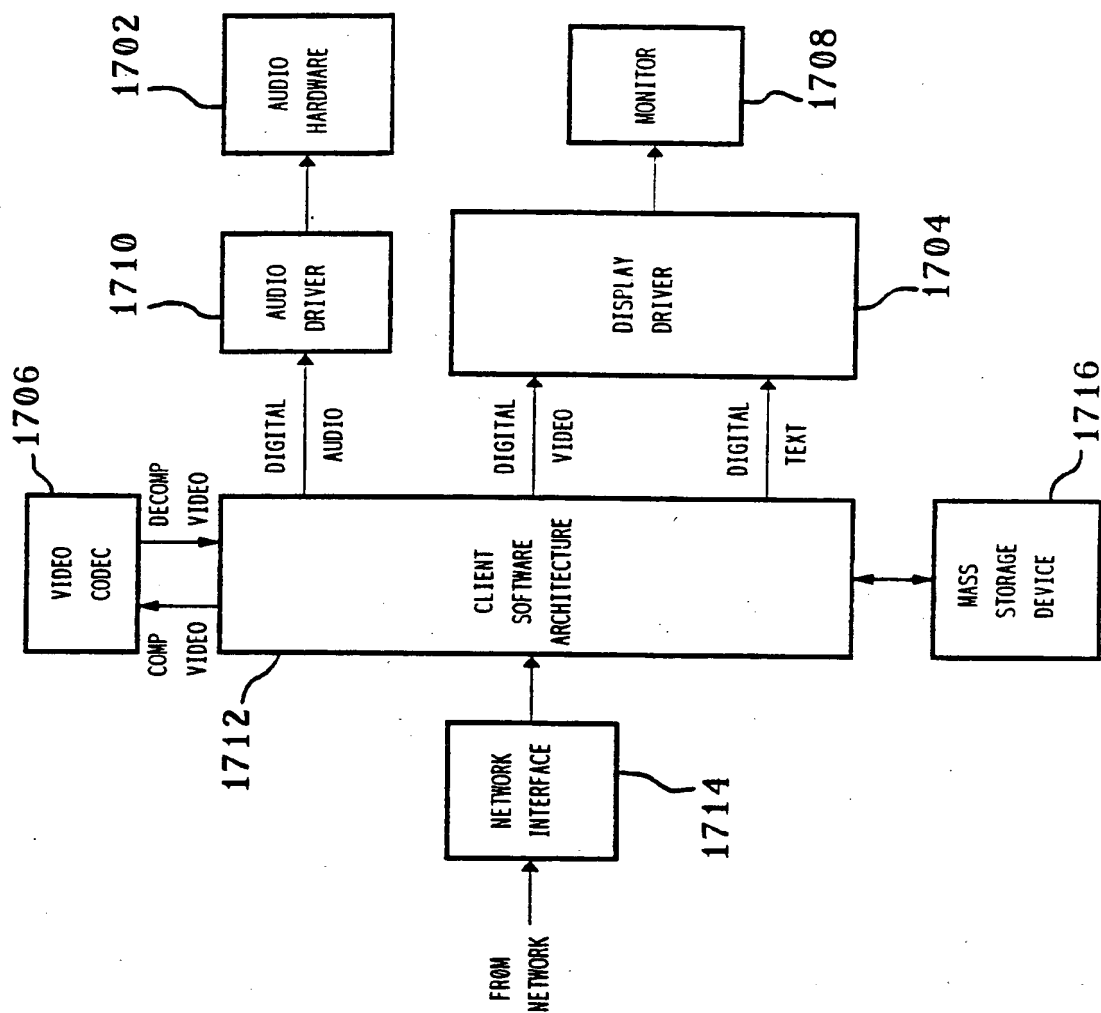 1706
VIDEO
CODEC
COMP
VIDEO
DECOMP
VIDEO
1702
AUDIO
HARDWARE
1710
AUDIO
DRIVER
DIGITAL
AUDIO
1712
CLIENT
SOFTWARE
ARCHITECTURE
FROM
NETWORK
NETWORK
INTERFACE
1714
DIGITAL
VIDEO
DIGITAL
TEXT
DISPLAY
DRIVER
1704
MONITOR
1708
MASS
STORAGE
DEVICE
1716